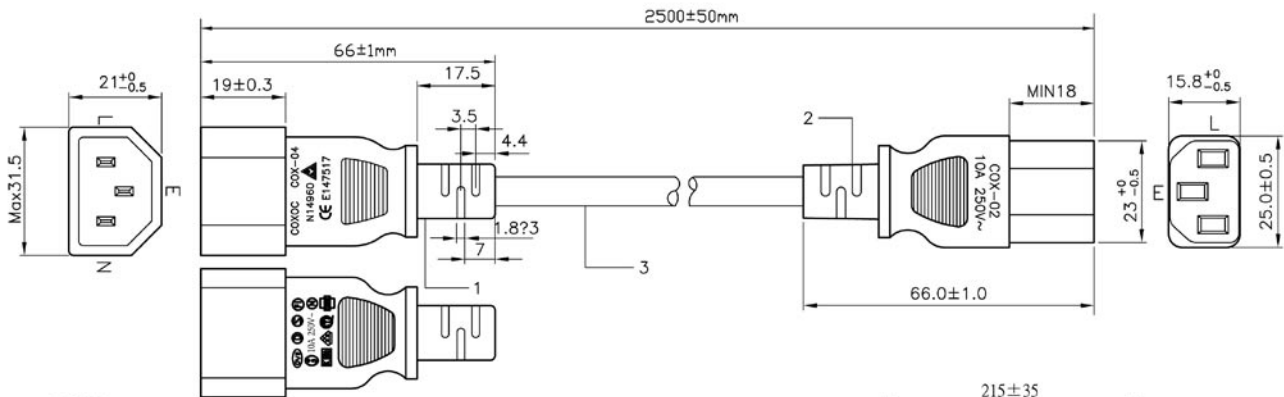 2500±50mm
66±1mm
21 +0 -0.5
19±0.3
17.5
3.5
4.4
MIN18
15.8 +0 -0.5
2
L
L
Max31.5
E
N
COXOC COX-04
N14960
CE E147517
COX-02
10A 250V~
23 +0 -0.5
E
25.0±0.5
1.8?3
7
3
1
66.0±1.0
10A 250V~
215±35